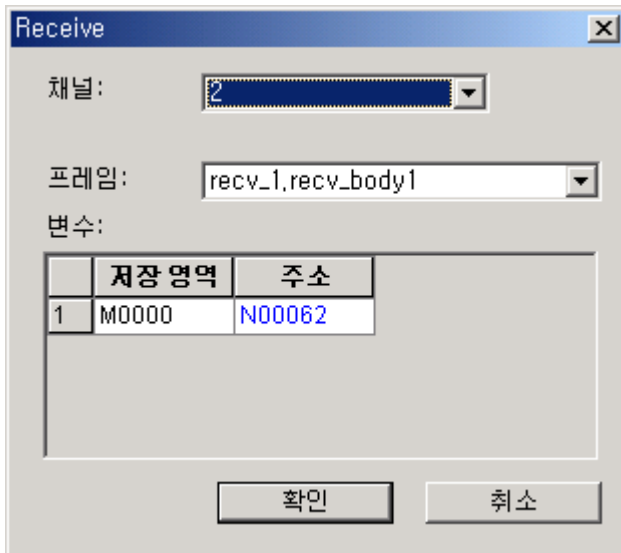 Receive
채널: 2
프레임: recv_1,recv_body1
변수:
저장 영역 주소
1 M0000 N00062
확인 취소